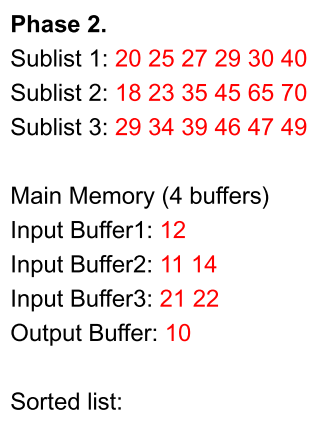 Phase 2.
Sublist 1: 20 25 27 29 30 40
Sublist 2: 18 23 35 45 65 70
Sublist 3: 29 34 39 46 47 49
Main Memory (4 buffers)
Input Buffer1: 12
Input Buffer2: 11 14
Input Buffer3: 21 22
Output Buffer: 10
Sorted list: